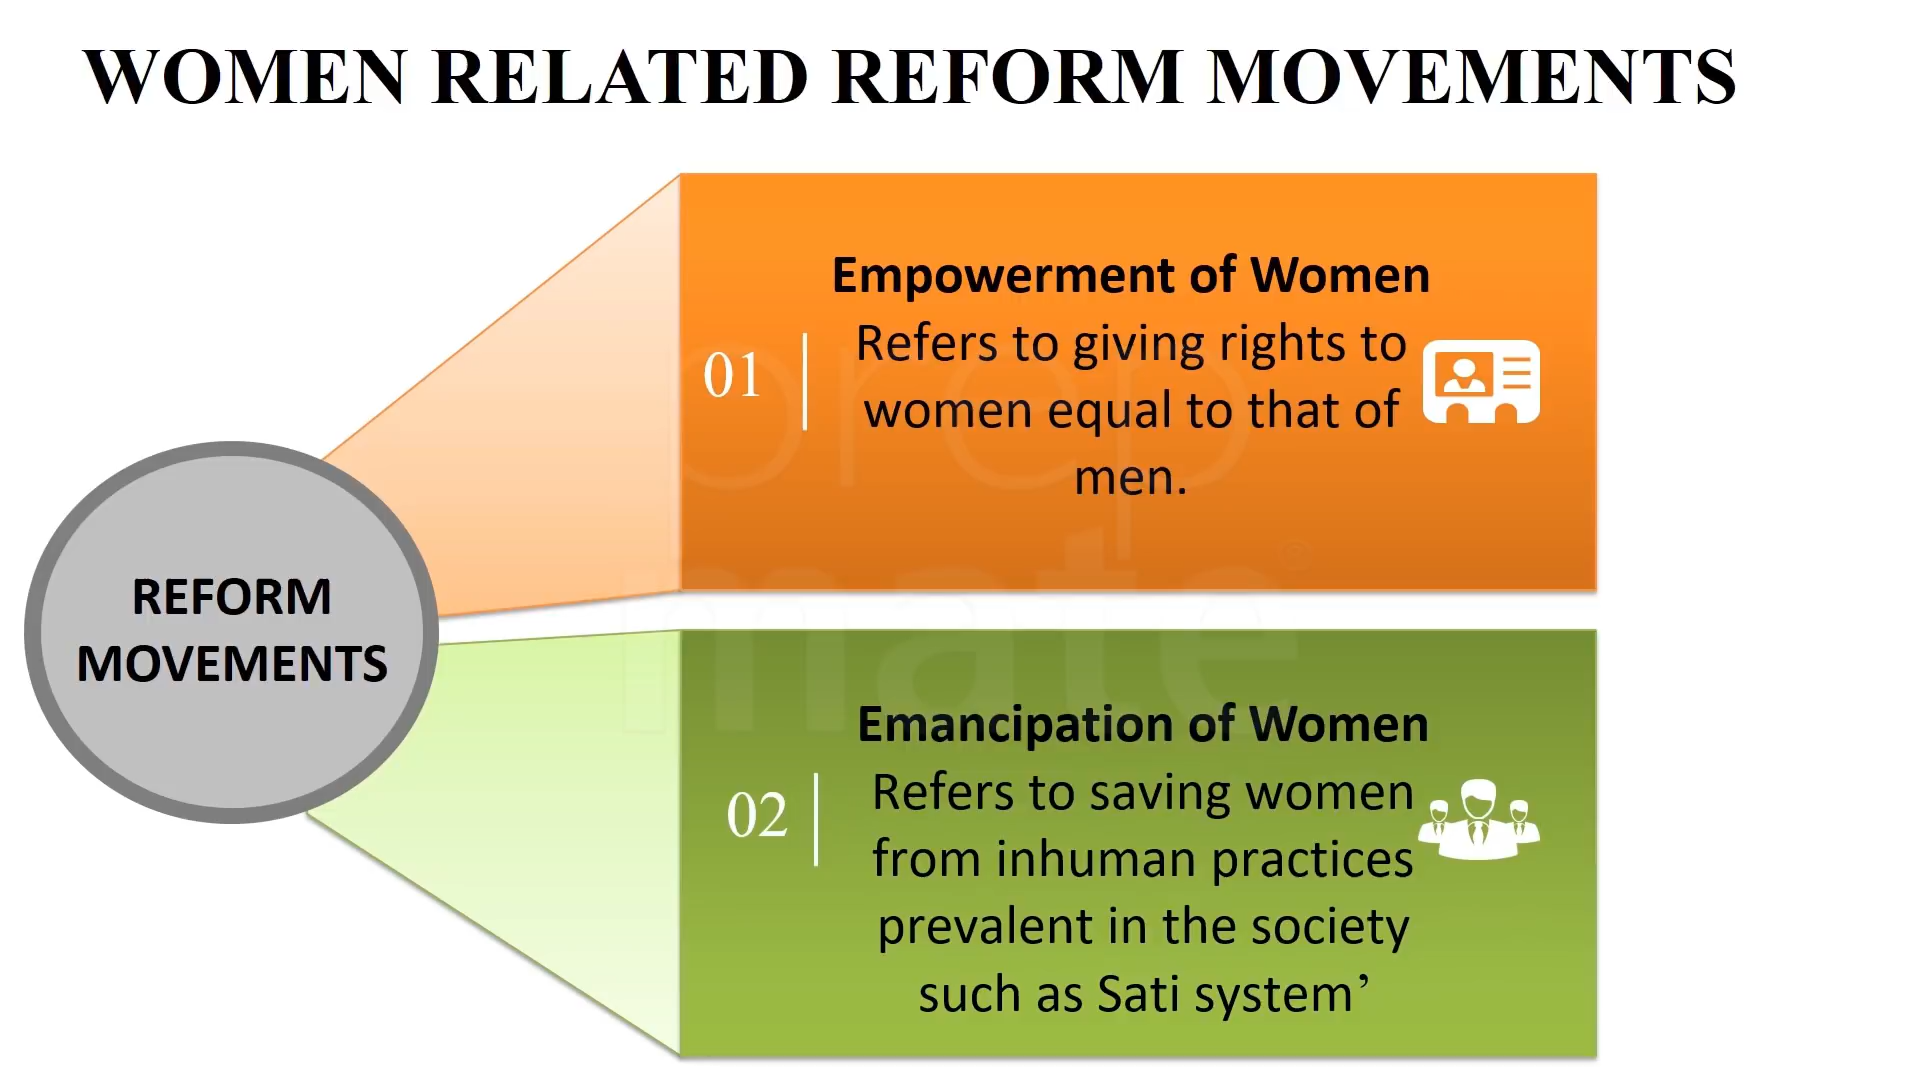 WOMEN RELATED REFORM MOVEMENTS
REFORM
MOVEMENTS
01
Empowerment of Women
Refers to giving rights to
women equal to that of
men.
02
Emancipation of Women
Refers to saving women
from inhuman practices
prevalent in the society
such as Sati system’
prep
mate®